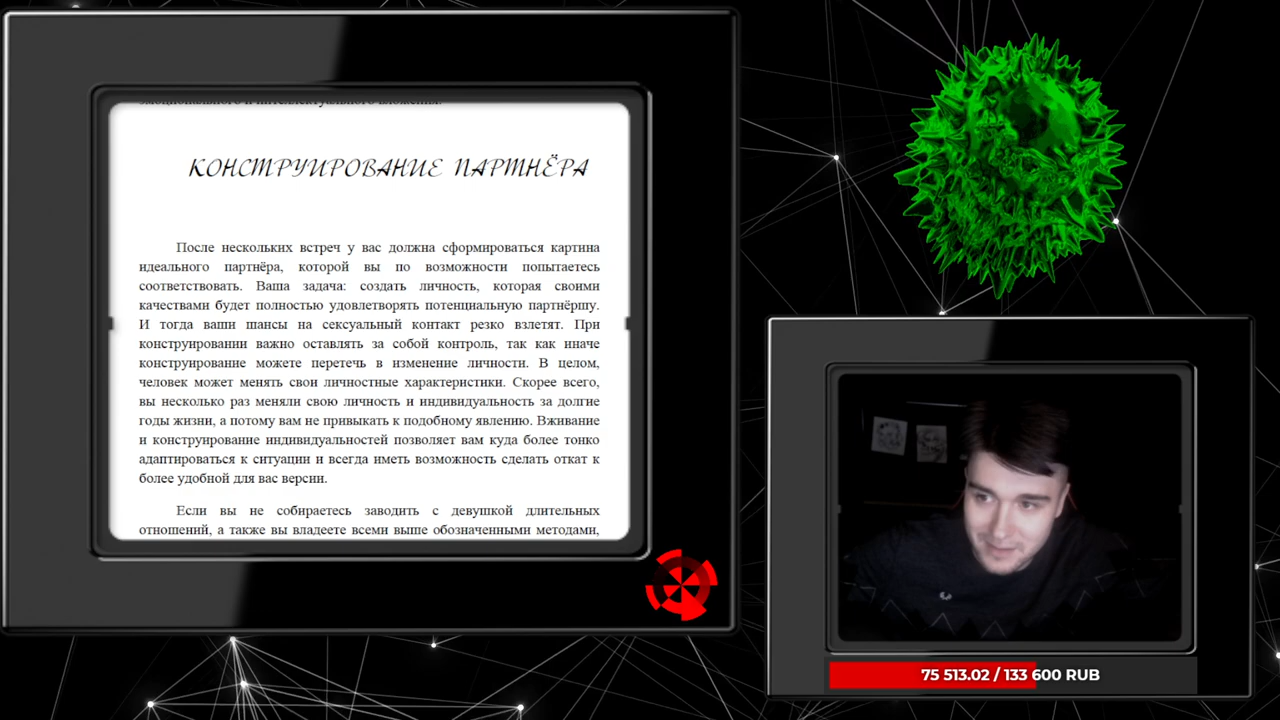 эмоционального и интеллектуального вложения.
КОНСТРУИРОВАНИЕ ПАРТНЁРА
После нескольких встреч у вас должна сформироваться картина
идеального партнёра, которой вы по возможности попытаетесь
соответствовать. Ваша задача: создать личность, которая своими
качествами будет полностью удовлетворять потенциальную партнёршу.
И тогда ваши шансы на сексуальный контакт резко взлетят. При
конструировании важно оставлять за собой контроль, так как иначе
конструирование можете перетечь в изменение личности. В целом,
человек может менять свои личностные характеристики. Скорее всего,
вы несколько раз меняли свою личность и индивидуальность за долгие
годы жизни, а потому вам не привыкать к подобному явлению. Вживание
и конструирование индивидуальностей позволяет вам куда более тонко
адаптироваться к ситуации и всегда иметь возможность сделать откат к
более удобной для вас версии.
Если вы не собираетесь заводить с девушкой длительных
отношений, а также вы владеете всеми выше обозначенными методами,
75 513.02 / 133 600 RUB